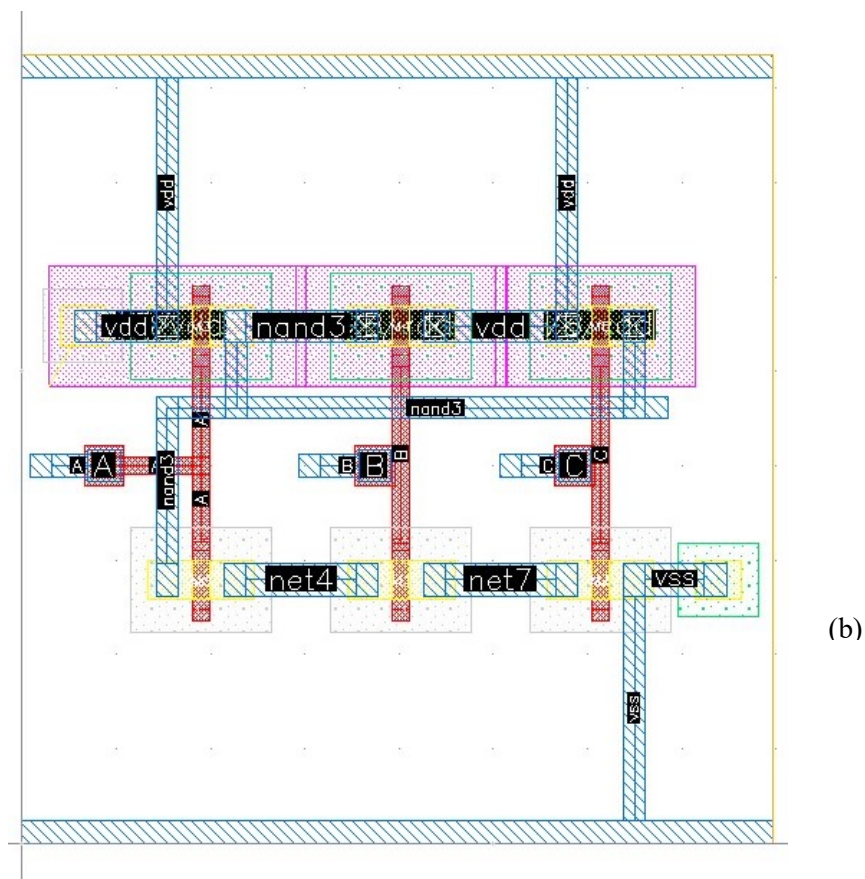 vdd vdd
vdd nand3 vdd
nand3
A B C
A A B B C C
nand3
A
net4 net7 vss
(b)
vss